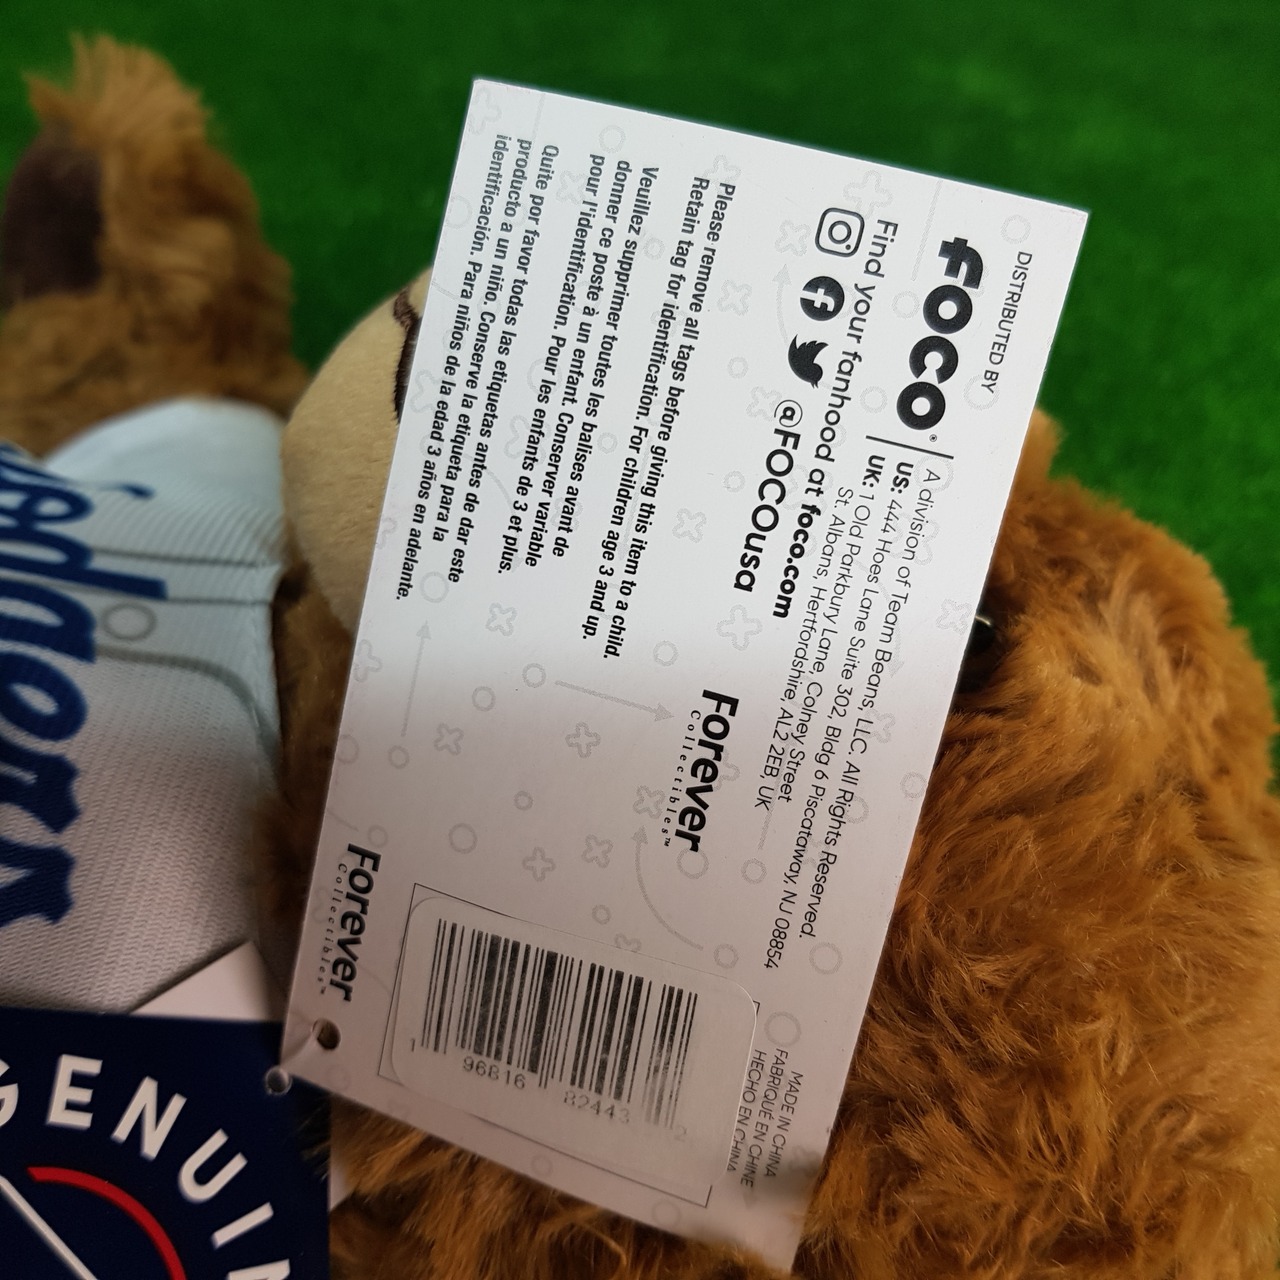 DISTRIBUTED BY
FOCO®
A division of Team Beans, LLC. All Rights Reserved.
US: 444 Hoes Lane Suite 302, Bldg 6 Piscataway, NJ 08854
UK: 1 Old Parkbury Lane, Colney Street
St. Albans, Hertfordshire, AL2 2EB, UK
Find your fanhood at foco.com
@FOCOusa
Forever
Collectibles™
Please remove all tags before giving this item to a child.
Retain tag for identification. For children age 3 and up.
Veuillez supprimer toutes les balises avant de
donner ce poste à un enfant. Conserver variable
pour l'identification. Pour les enfants de 3 et plus.
Quite por favor todas las etiquetas antes de dar este
producto a un niño. Conserve la etiqueta para la
identificación. Para niños de la edad 3 años en adelante.
MADE IN CHINA
FABRIQUÉ EN CHINE
HECHO EN CHINA
1 96816 82443 2
Forever
Collectibles™
GENUIN